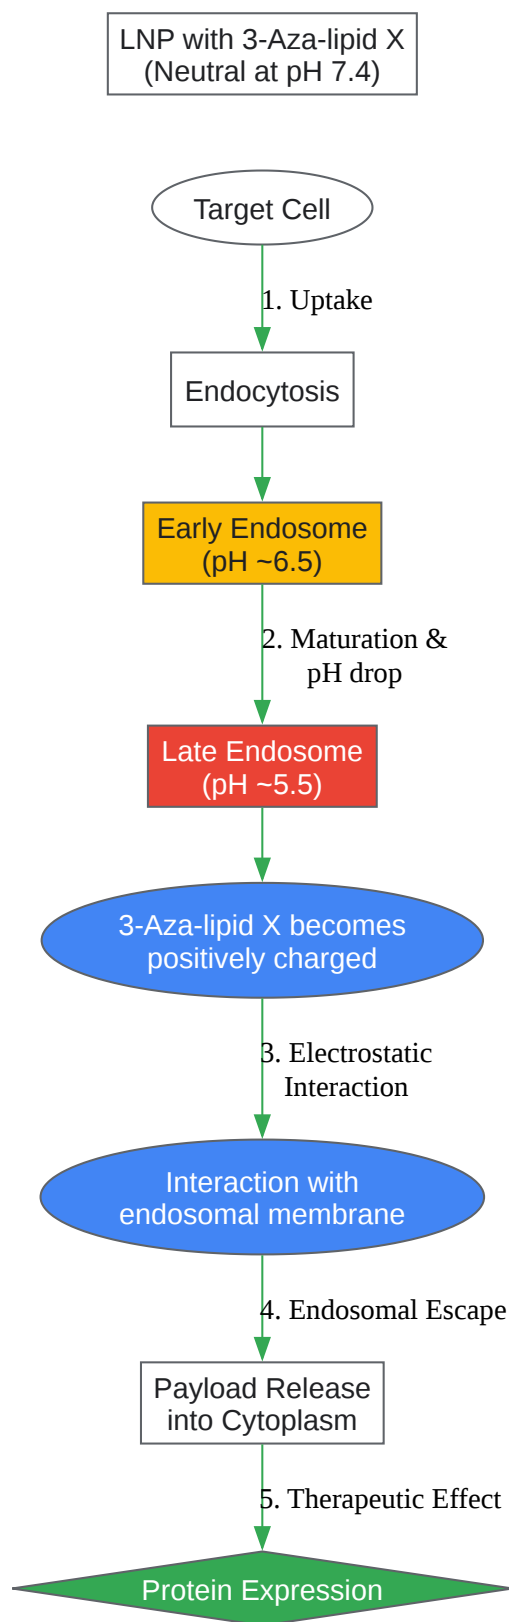 LNP with 3-Aza-lipid X
(Neutral at pH 7.4)
Target Cell
1. Uptake
Endocytosis
Early Endosome
(pH ~6.5)
2. Maturation &
pH drop
Late Endosome
(pH ~5.5)
3-Aza-lipid X becomes
positively charged
3. Electrostatic
Interaction
Interaction with
endosomal membrane
4. Endosomal Escape
Payload Release
into Cytoplasm
5. Therapeutic Effect
Protein Expression